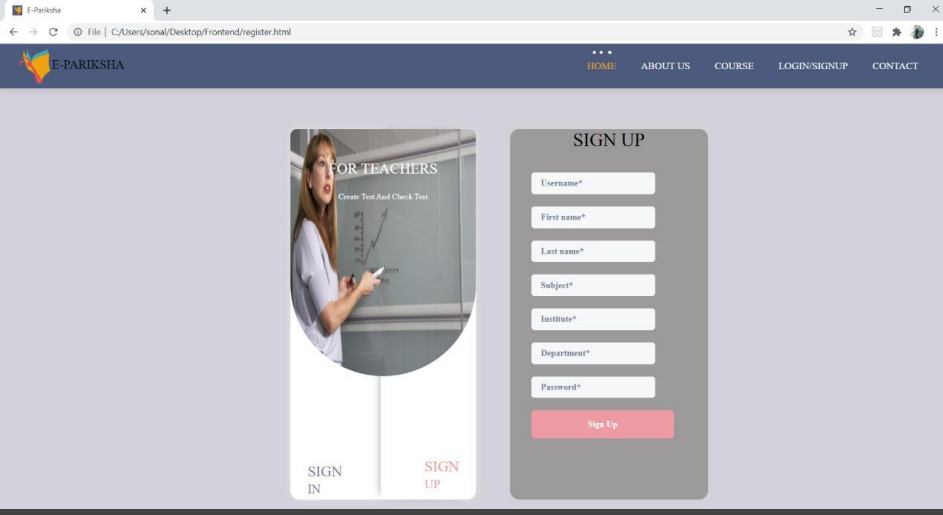 E-Pariksha
File | C:/Users/sonai/Desktop/Frontend/register.html
E-PARIKSHA
HOME ABOUT US COURSE LOGIN/SIGNUP CONTACT
FOR TEACHERS
Create Test And Check Test
SIGN
IN
SIGN
UP
SIGN UP
Username*
First name*
Last name*
Subject*
Institute*
Department*
Password*
Sign Up